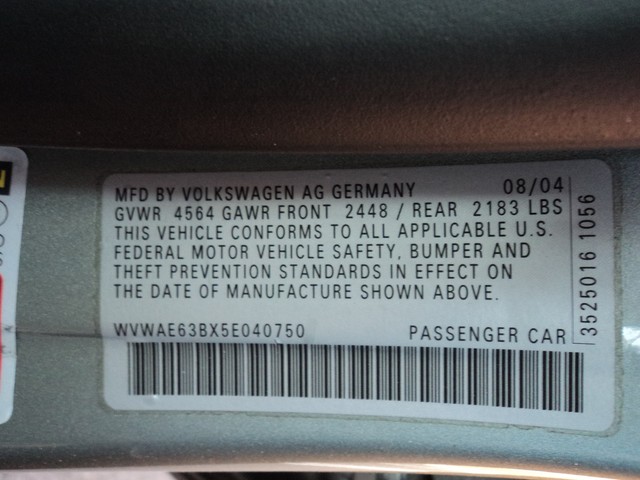 MFD BY VOLKSWAGEN AG GERMANY 08/04
GVWR 4564 GAWR FRONT 2448 / REAR 2183 LBS
THIS VEHICLE CONFORMS TO ALL APPLICABLE U.S.
FEDERAL MOTOR VEHICLE SAFETY, BUMPER AND
THEFT PREVENTION STANDARDS IN EFFECT ON
THE DATE OF MANUFACTURE SHOWN ABOVE.
WVWAE63BX5E040750 PASSENGER CAR
3525016 1056